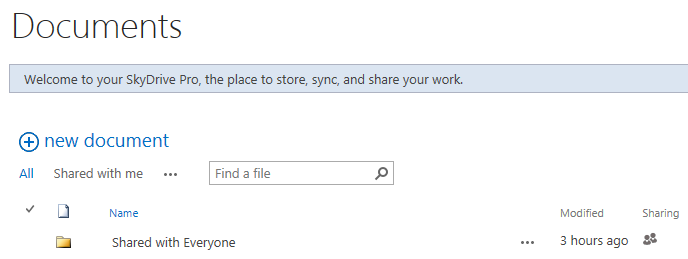 Documents
Welcome to your SkyDrive Pro, the place to store, sync, and share your work.
new document
All Shared with me ••• Find a file
Name Modified Sharing
Shared with Everyone ••• 3 hours ago